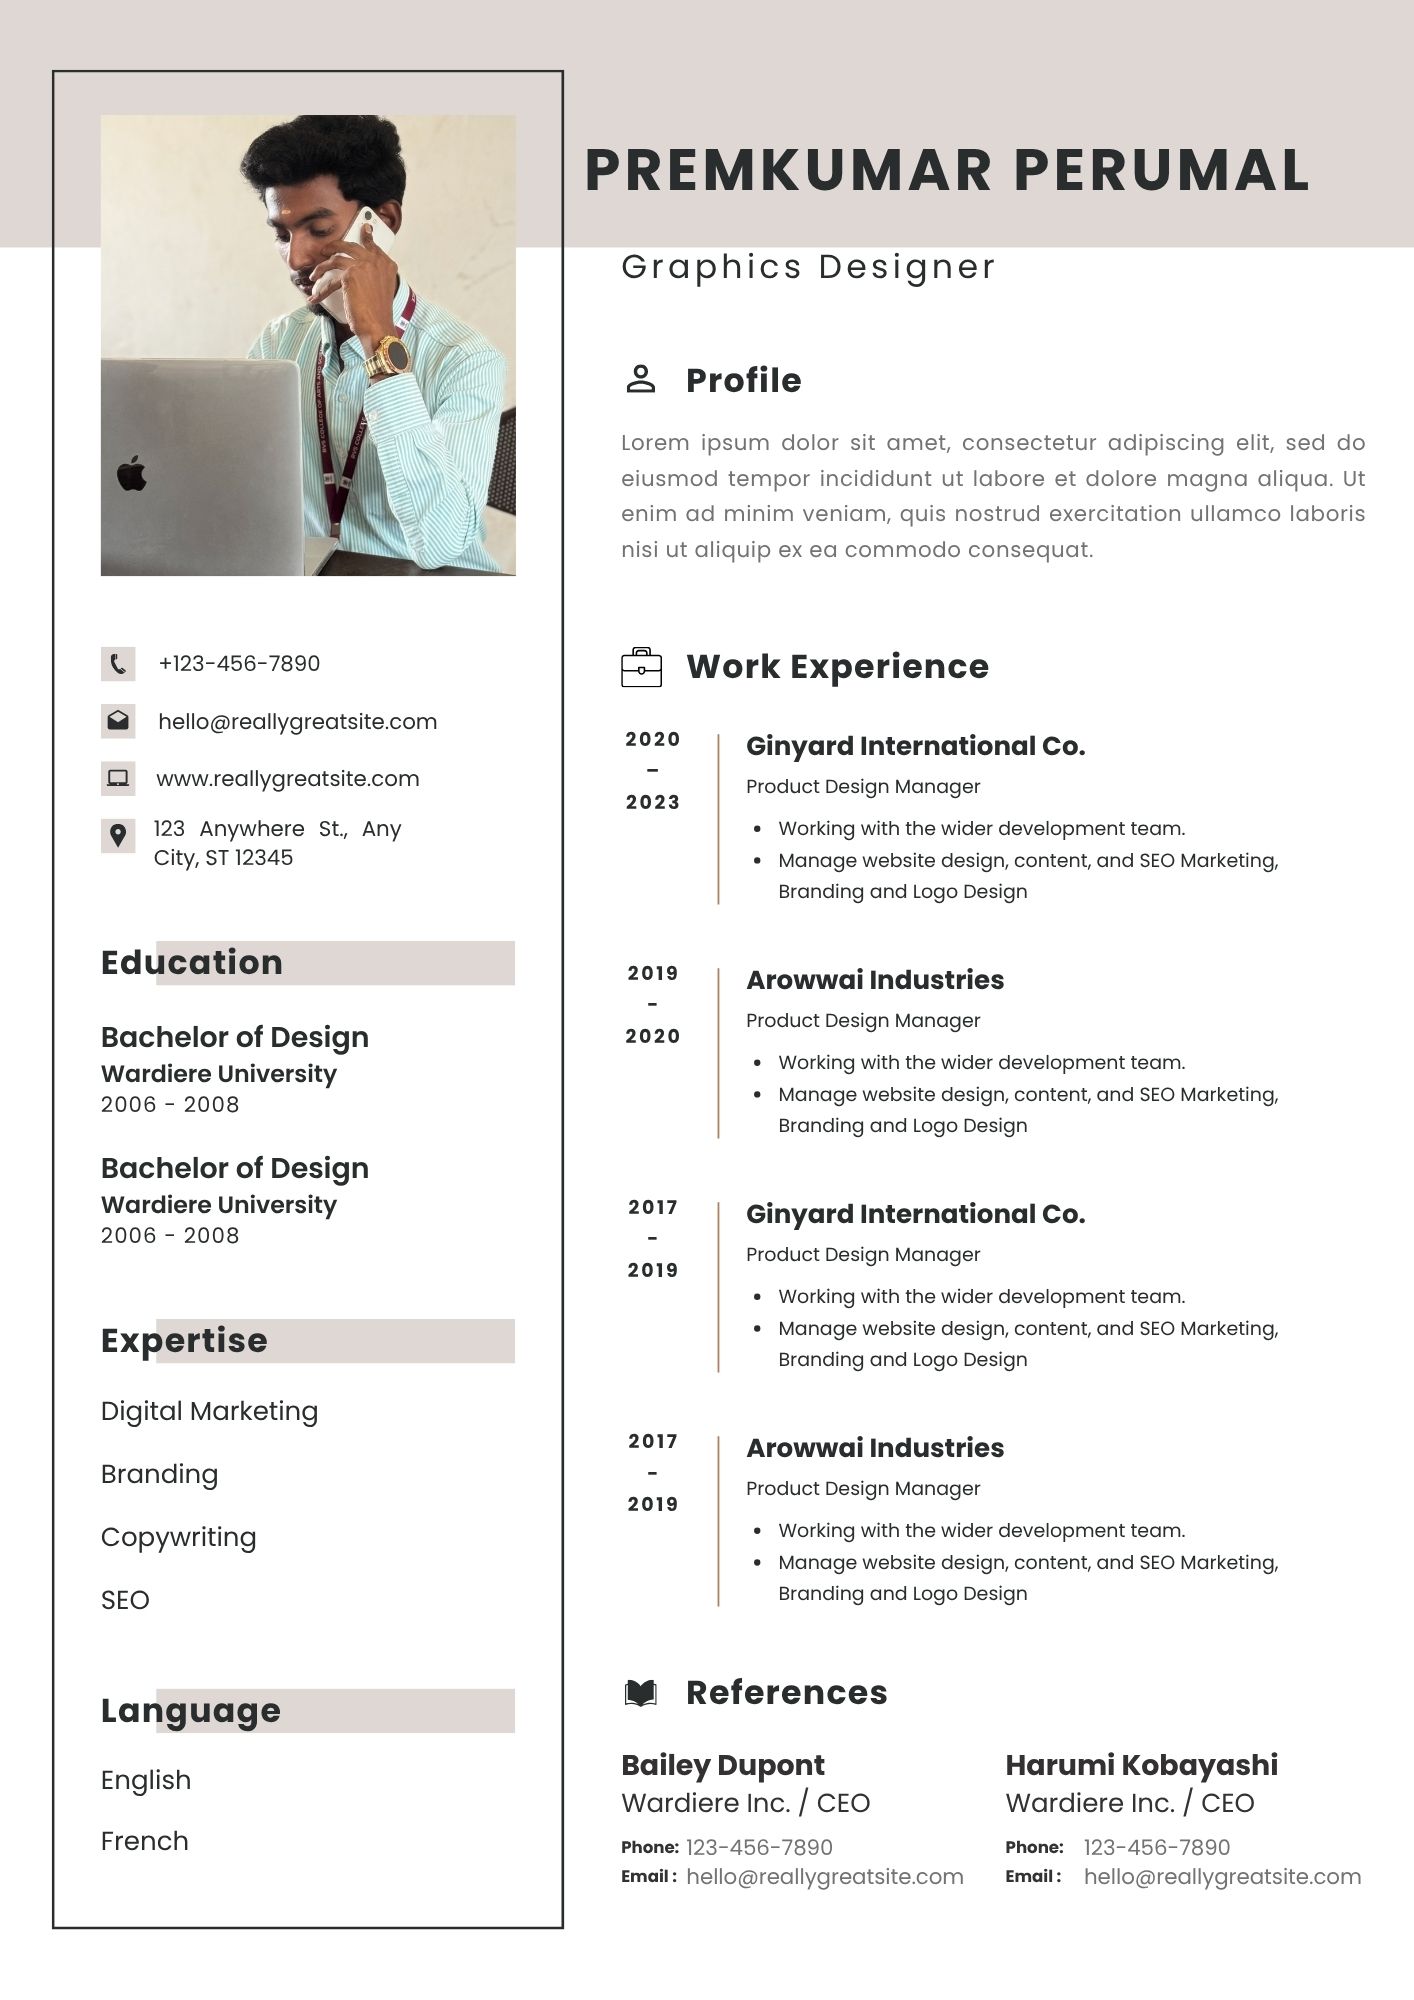 PREMKUMAR PERUMAL
Graphics Designer
+123-456-7890
hello@reallygreatsite.com
www.reallygreatsite.com
123 Anywhere St., Any
City, ST 12345
Education
Bachelor of Design
Wardiere University
2006 - 2008
Bachelor of Design
Wardiere University
2006 - 2008
Expertise
Digital Marketing
Branding
Copywriting
SEO
Language
English
French
Profile
Lorem ipsum dolor sit amet, consectetur adipiscing elit, sed do
eiusmod tempor incididunt ut labore et dolore magna aliqua. Ut
enim ad minim veniam, quis nostrud exercitation ullamco laboris
nisi ut aliquip ex ea commodo consequat.
Work Experience
2020
-
2023
Ginyard International Co.
Product Design Manager
• Working with the wider development team.
• Manage website design, content, and SEO Marketing,
Branding and Logo Design
2019
-
2020
Arowwai Industries
Product Design Manager
• Working with the wider development team.
• Manage website design, content, and SEO Marketing,
Branding and Logo Design
2017
-
2019
Ginyard International Co.
Product Design Manager
• Working with the wider development team.
• Manage website design, content, and SEO Marketing,
Branding and Logo Design
2017
-
2019
Arowwai Industries
Product Design Manager
• Working with the wider development team.
• Manage website design, content, and SEO Marketing,
Branding and Logo Design
References
Bailey Dupont
Wardiere Inc. / CEO
Phone: 123-456-7890
Email : hello@reallygreatsite.com
Harumi Kobayashi
Wardiere Inc. / CEO
Phone: 123-456-7890
Email : hello@reallygreatsite.com